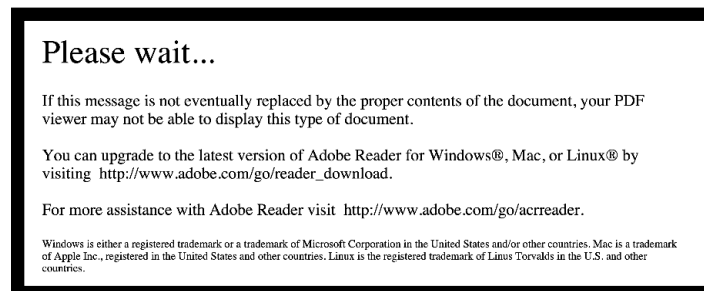 Please wait...
If this message is not eventually replaced by the proper contents of the document, your PDF
viewer may not be able to display this type of document.
You can upgrade to the latest version of Adobe Reader for Windows®, Mac, or Linux® by
visiting  http://www.adobe.com/go/reader_download.
For more assistance with Adobe Reader visit  http://www.adobe.com/go/acrreader.
Windows is either a registered trademark or a trademark of Microsoft Corporation in the United States and/or other countries. Mac is a trademark
of Apple Inc., registered in the United States and other countries. Linux is the registered trademark of Linus Torvalds in the U.S. and other
countries.